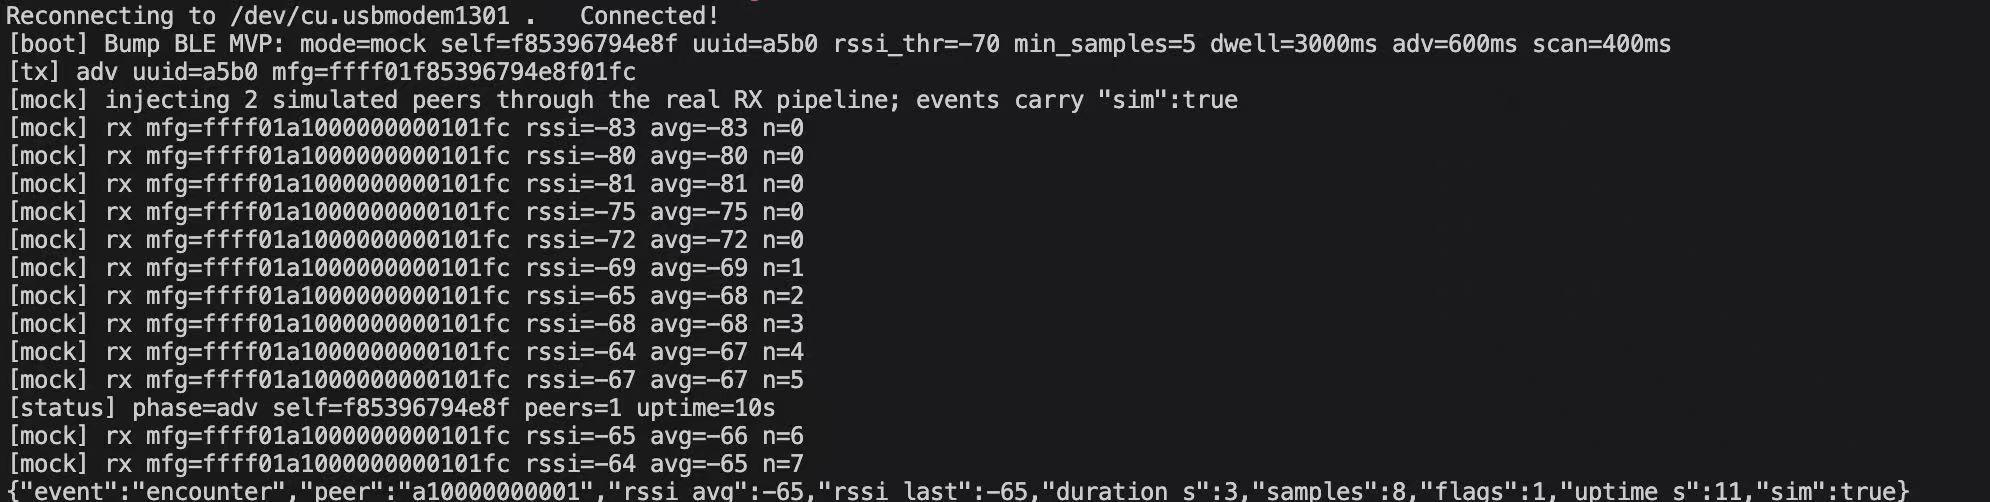 Reconnecting to /dev/cu.usbmodem1301 .   Connected!
[boot] Bump BLE MVP: mode=mock self=f85396794e8f uuid=a5b0 rssi_thr=-70 min_samples=5 dwell=3000ms adv=600ms scan=400ms
[tx] adv uuid=a5b0 mfg=ffff01f85396794e8f01fc
[mock] injecting 2 simulated peers through the real RX pipeline; events carry "sim":true
[mock] rx mfg=ffff01a1000000000101fc rssi=-83 avg=-83 n=0
[mock] rx mfg=ffff01a1000000000101fc rssi=-80 avg=-80 n=0
[mock] rx mfg=ffff01a1000000000101fc rssi=-81 avg=-81 n=0
[mock] rx mfg=ffff01a1000000000101fc rssi=-75 avg=-75 n=0
[mock] rx mfg=ffff01a1000000000101fc rssi=-72 avg=-72 n=0
[mock] rx mfg=ffff01a1000000000101fc rssi=-69 avg=-69 n=1
[mock] rx mfg=ffff01a1000000000101fc rssi=-65 avg=-68 n=2
[mock] rx mfg=ffff01a1000000000101fc rssi=-68 avg=-68 n=3
[mock] rx mfg=ffff01a1000000000101fc rssi=-64 avg=-67 n=4
[mock] rx mfg=ffff01a1000000000101fc rssi=-67 avg=-67 n=5
[status] phase=adv self=f85396794e8f peers=1 uptime=10s
[mock] rx mfg=ffff01a1000000000101fc rssi=-65 avg=-66 n=6
[mock] rx mfg=ffff01a1000000000101fc rssi=-64 avg=-65 n=7
{"event":"encounter","peer":"a10000000001","rssi_avg":-65,"rssi_last":-65,"duration_s":3,"samples":8,"flags":1,"uptime_s":11,"sim":true}